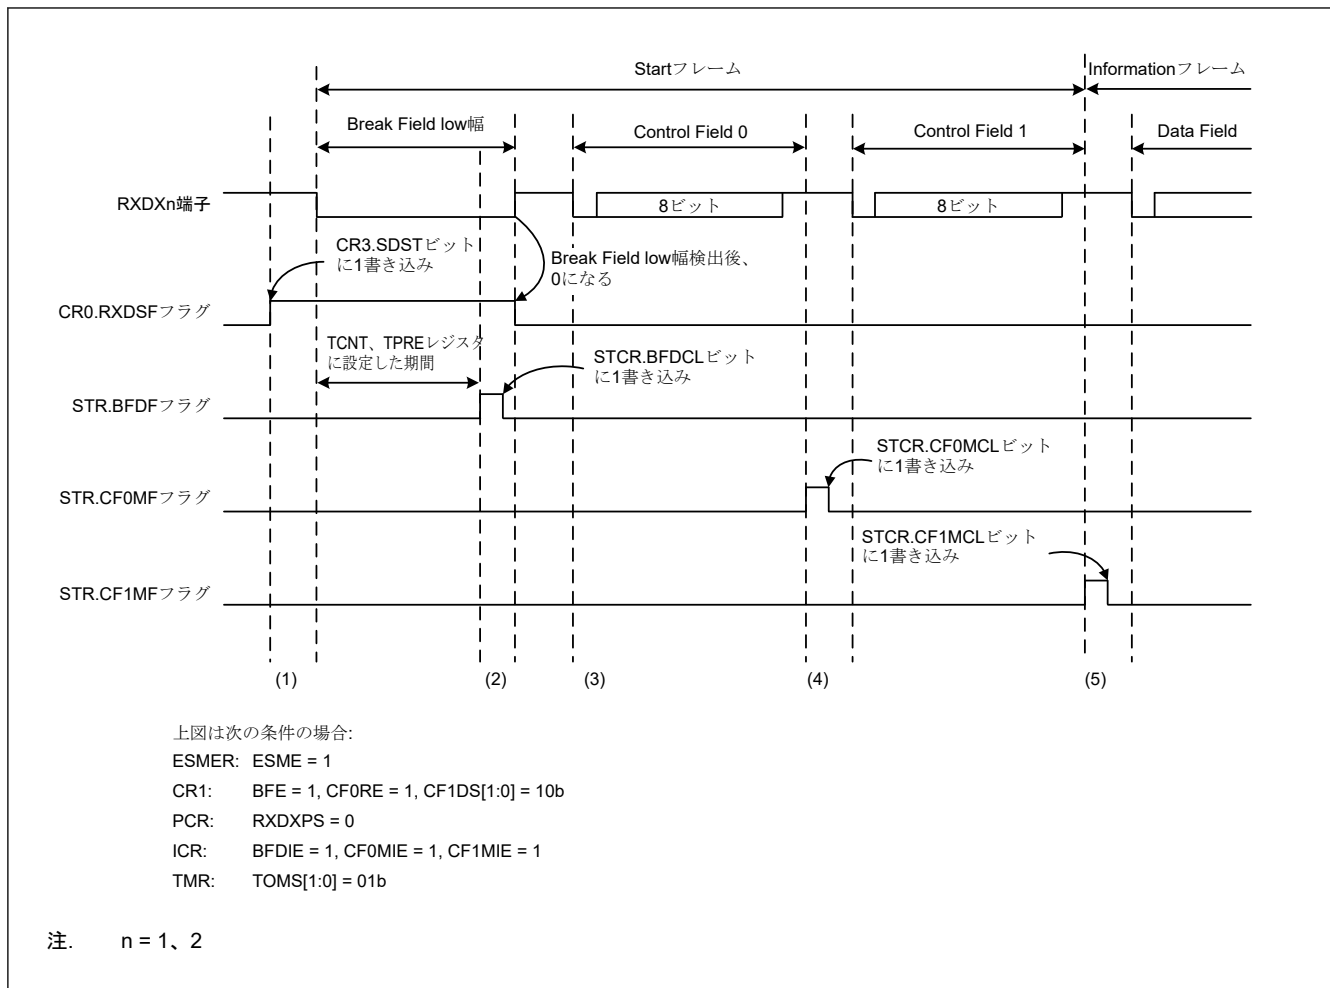 Startフレーム
Informationフレーム
Break Field low幅
Control Field 0
Control Field 1
Data Field
RXDXn端子
8ビット
8ビット
CR3.SDSTビット
に1書き込み
Break Field low幅検出後、
0になる
CR0.RXDSFフラグ
TCNT、TPREレジスタ
に設定した期間
STCR.BFDCLビット
に1書き込み
STR.BFDFフラグ
STCR.CF0MCLビット
に1書き込み
STR.CF0MFフラグ
STCR.CF1MCLビット
に1書き込み
STR.CF1MFフラグ
(1)
(2)
(3)
(4)
(5)
上図は次の条件の場合:
ESMER: ESME = 1
CR1: BFE = 1, CF0RE = 1, CF1DS[1:0] = 10b
PCR: RXDXPS = 0
ICR: BFDIE = 1, CF0MIE = 1, CF1MIE = 1
TMR: TOMS[1:0] = 01b
注. n = 1、2